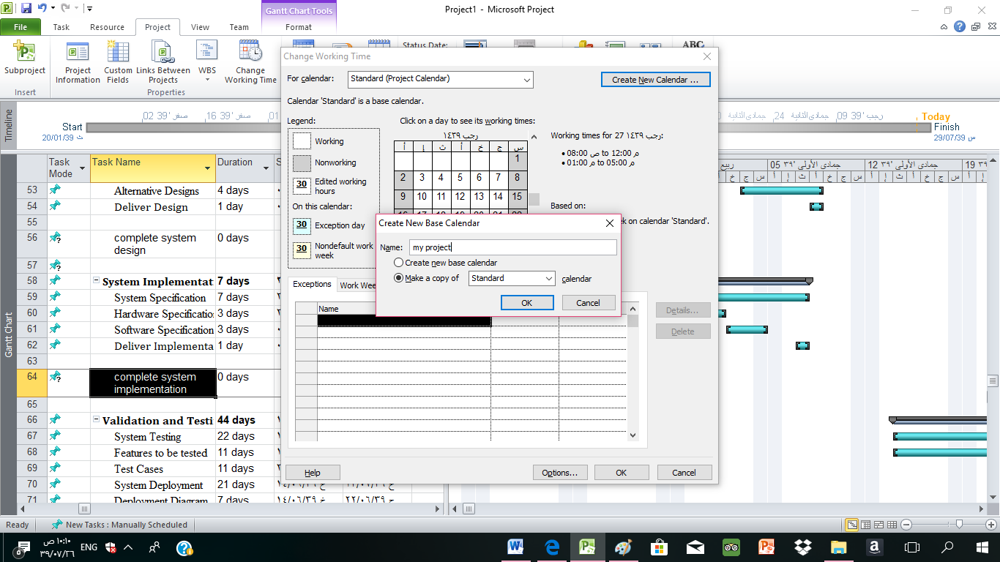 Project1 - Microsoft Project
Gantt Chart Tools
File Task Resource Project View Team Format
Subproject
Project Information
Custom Fields
Links Between Projects
WBS
Change Working Time
Status Date:
ABC
Insert
Properties
Timeline
Start
ث 20/01/39
صفر '39 02
صفر '39 16
01
جمادى الثانية 24
رجب '39 09
Today
Finish
س 29/07/39
Gantt Chart
Task Mode Task Name Duration S
53 Alternative Designs 4 days
54 Deliver Design 1 day
55
56 complete system design 0 days
57
58 System Implementat 7 days
59 System Specification 7 days
60 Hardware Specificatio 3 days
61 Software Specification 3 days
62 Deliver Implementa 1 day
63
64 complete system implementation 0 days
65
66 Validation and Testi 44 days
67 System Testing 22 days
68 Features to be tested 11 days
69 Test Cases 11 days
70 System Deployment 21 days
71 Deployment Diagram 7 days خ ١٤/٠٦/٣٩ ج ٢٢/٠٦/٣٩
ربيع
05 جمادى الأولى '٣٩
12 جمادى الأولى '٣٩
19
Change Working Time
For calendar: Standard (Project Calendar)
Create New Calendar ...
Calendar 'Standard' is a base calendar.
Legend:
Working
Nonworking
30 Edited working hours
On this calendar:
30 Exception day
30 Nondefault work week
Click on a day to see its working times:
رجب ١٤٣٩
أ إ ث أ خ ج س
1
2 3 4 5 6 7 8
9 10 11 12 13 14 15
Working times for 27 رجب ١٤٣٩:
• 08:00 ص to 12:00 م
• 01:00 م to 05:00 م
Based on:
ek on calendar 'Standard'.
Exceptions Work Wee
Name
Details...
Delete
Help
Options...
OK
Cancel
Create New Base Calendar
Name: my project
Create new base calendar
Make a copy of Standard calendar
OK Cancel
Ready New Tasks : Manually Scheduled
ENG
١٠:١٠ ص
٣٩/٠٧/٢٦